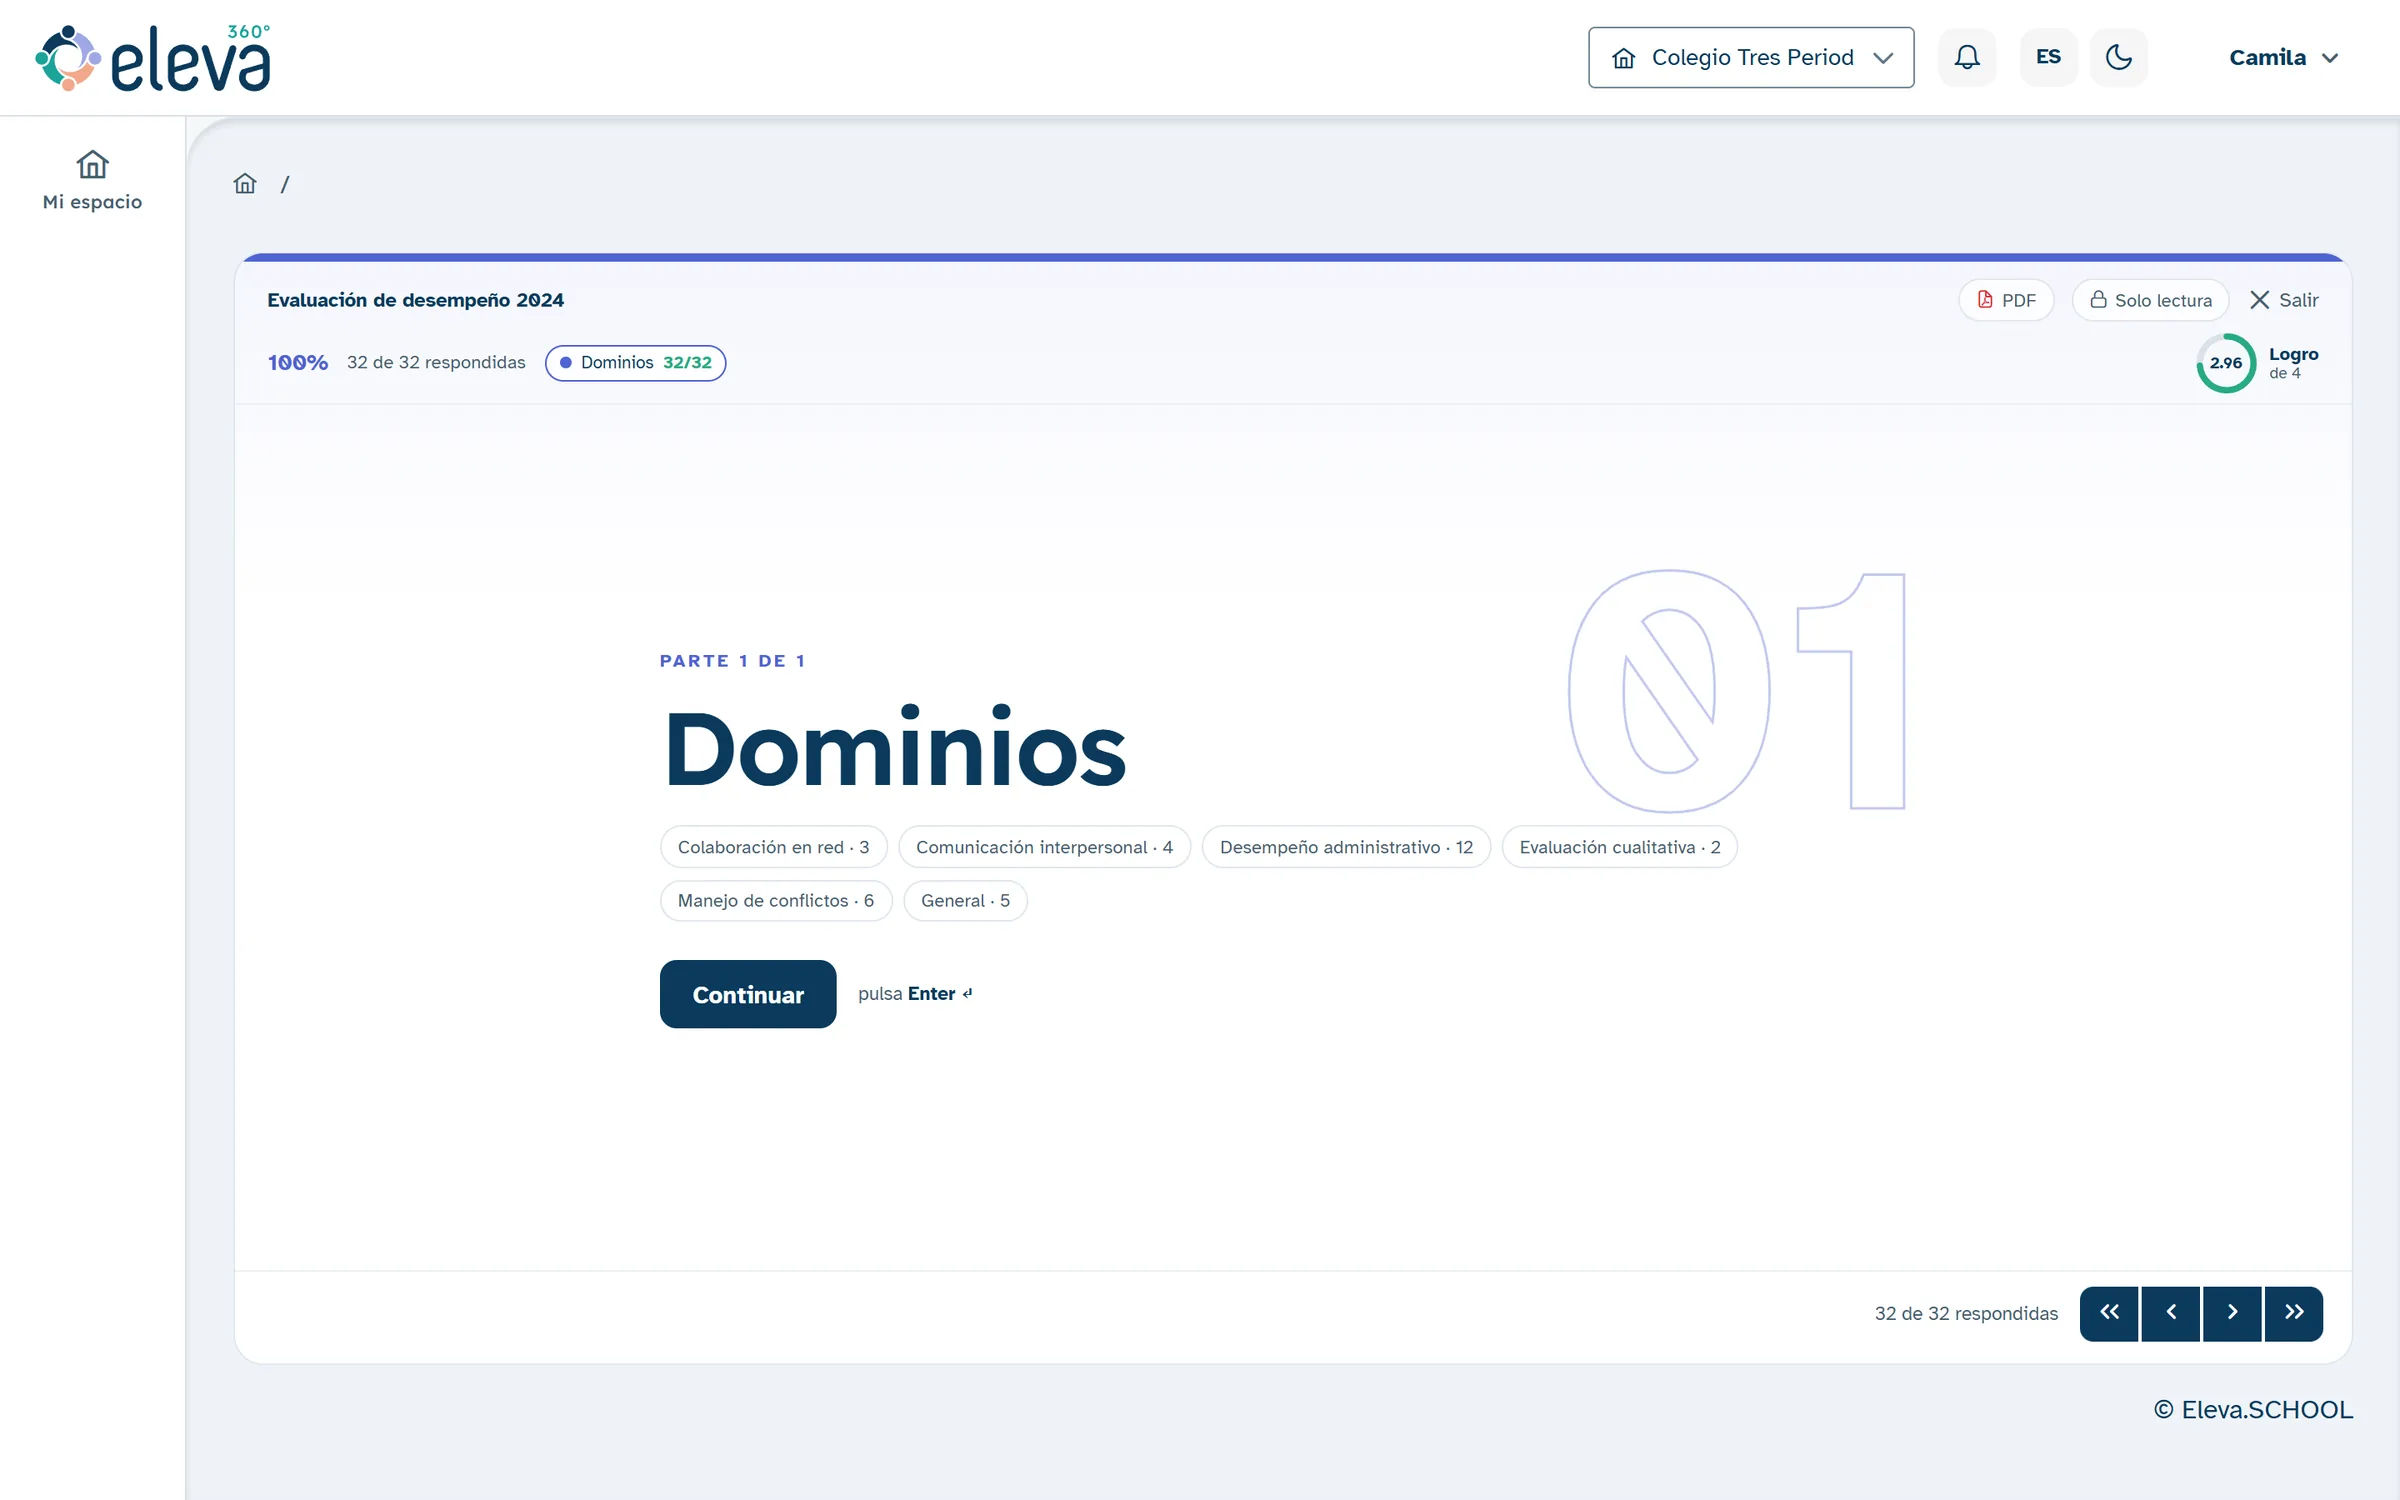 eleva 360°
Colegio Tres Period
ES
Camila
Mi espacio
/
Evaluación de desempeño 2024
PDF
Solo lectura
Salir
100%
32 de 32 respondidas
Dominios 32/32
2.96
Logro
de 4
01
PARTE 1 DE 1
Dominios
Colaboración en red · 3
Comunicación interpersonal · 4
Desempeño administrativo · 12
Evaluación cualitativa · 2
Manejo de conflictos · 6
General · 5
Continuar
pulsa Enter ↵
32 de 32 respondidas
© Eleva.SCHOOL